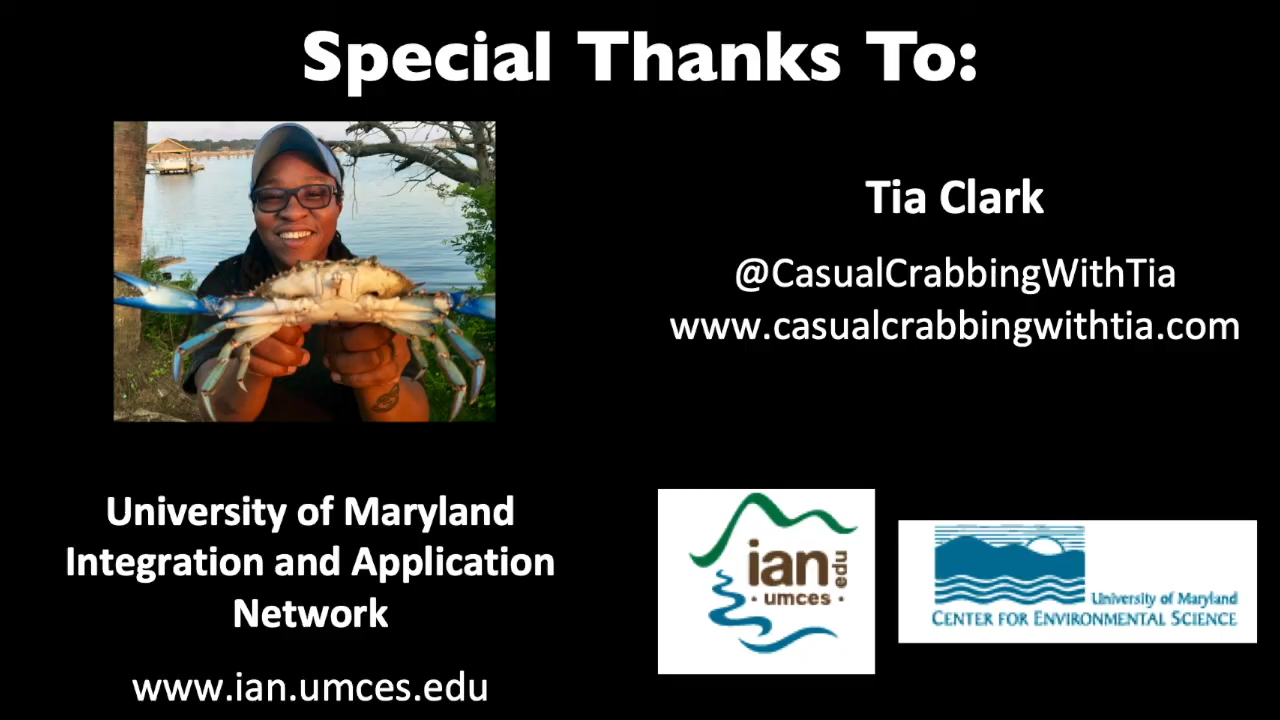 Special Thanks To:
Tia Clark
@CasualCrabbingWithTia
www.casualcrabbingwithtia.com
University of Maryland
Integration and Application
Network
www.ian.umces.edu
ian.edu
• umces •
University of Maryland
CENTER FOR ENVIRONMENTAL SCIENCE